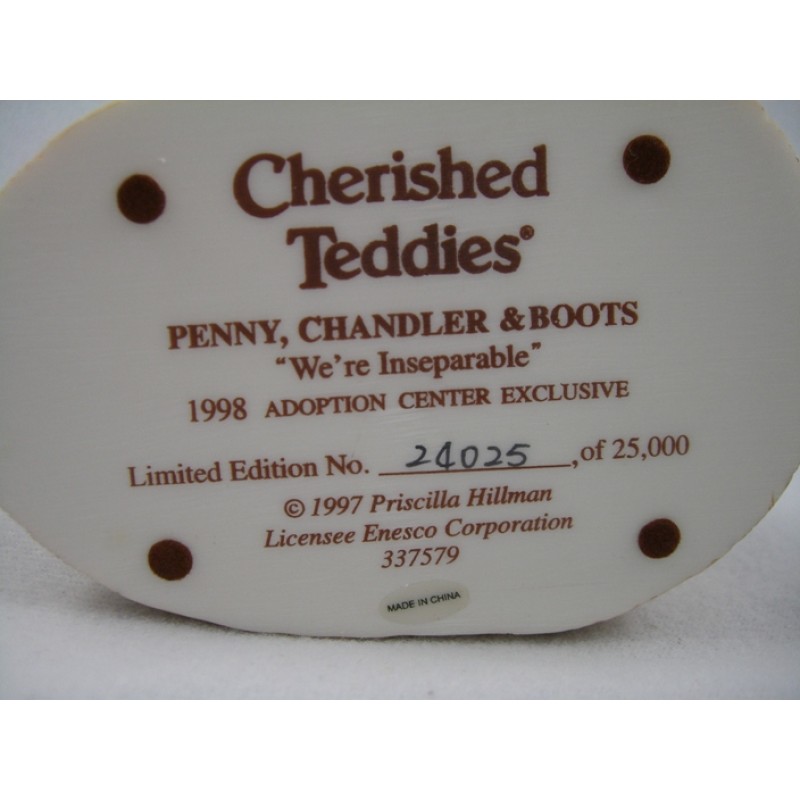 Cherished
Teddies®
PENNY, CHANDLER & BOOTS
"We're Inseparable"
1998 ADOPTION CENTER EXCLUSIVE
Limited Edition No. 24025, of 25,000
© 1997 Priscilla Hillman
Licensee Enesco Corporation
337579
MADE IN CHINA